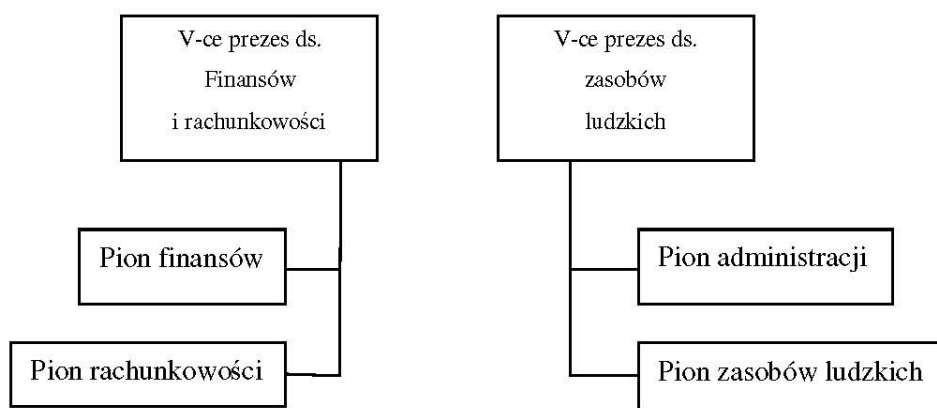 V-ce prezes ds.
Finansów
i rachunkowości
V-ce prezes ds.
zasobów
ludzkich
Pion finansów
Pion administracji
Pion rachunkowości
Pion zasobów ludzkich